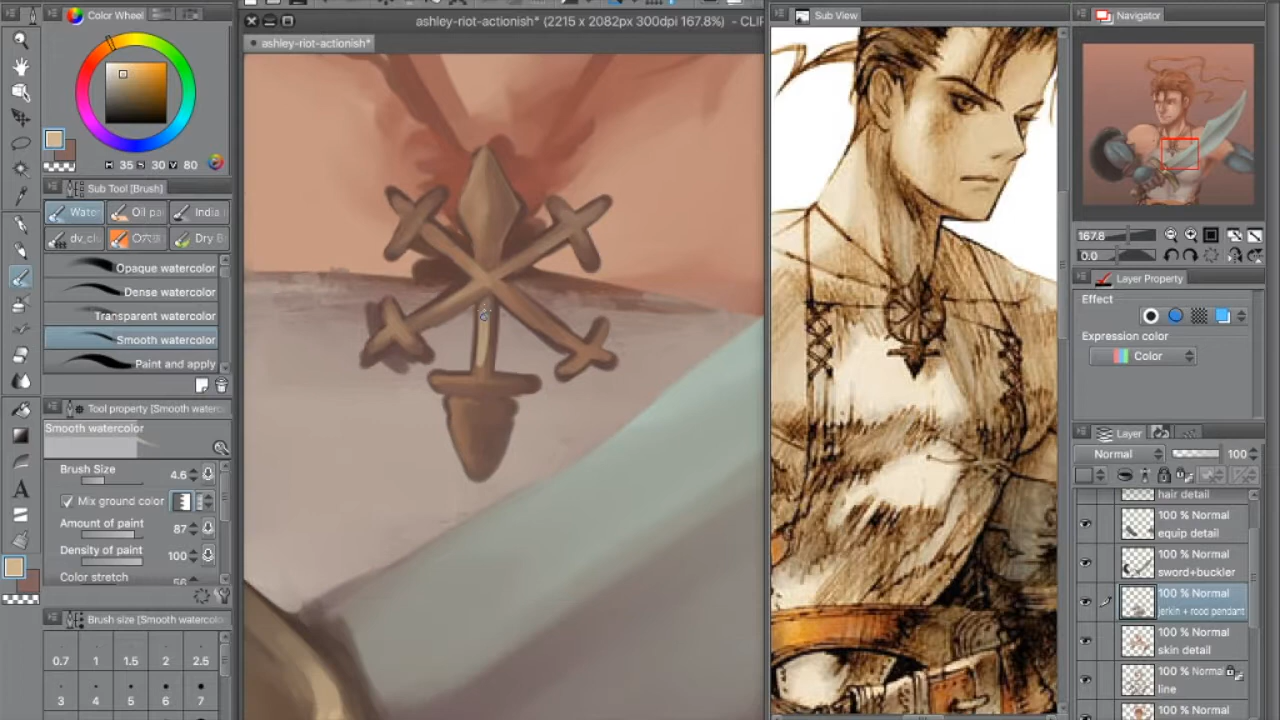 Color Wheel
H 35 S 30 V 80
Sub Tool [Brush]
Water
Oil pa
India
dv_cl
Dry B
Opaque watercolor
Dense watercolor
Transparent watercolor
Smooth watercolor
Paint and apply
Tool property [Smooth waterc
Smooth watercolor
Brush Size
4.6
Mix ground color
Amount of paint
87
Density of paint
100
Color stretch
56
Brush size [Smooth waterco
0.7 1 1.5 2 2.5
3 4 5 6 7
ashley-riot-actionish* (2215 x 2082px 300dpi 167.8%) - CLIP
ashley-riot-actionish*
Sub View
Navigator
167.8
0.0
Layer Property
Effect
Expression color
Color
Layer
Normal
100
hair detail
100 % Normal
equip detail
100 % Normal
sword+buckler
100 % Normal
jerkin + rood pendant
100 % Normal
skin detail
100 % Normal
line
100 % Normal